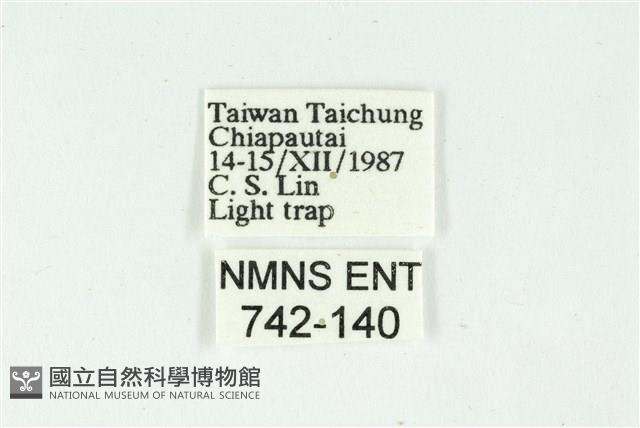 Taiwan Taichung
Chiapautai
14-15/XII/1987
C. S. Lin
Light trap
NMNS ENT
742-140
國立自然科學博物館
NATIONAL MUSEUM OF NATURAL SCIENCE